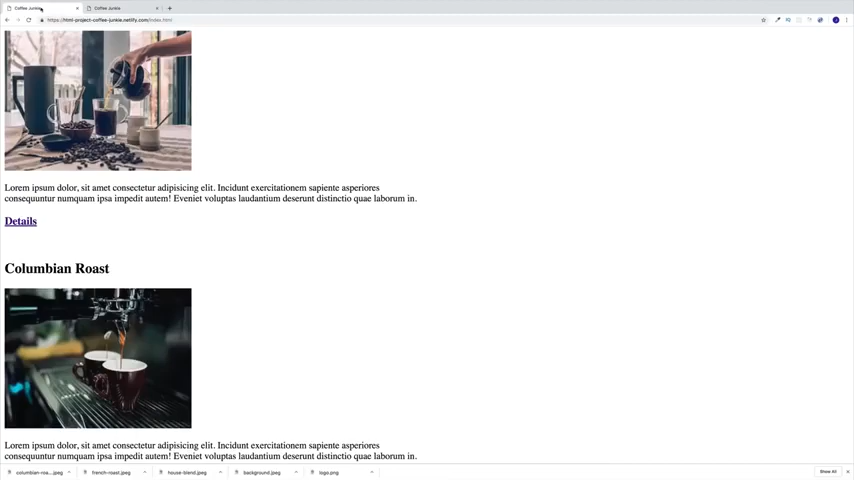 Coffee Junkie
Coffee Junkie
https://html-project-coffee-junkie.netlify.com/index.html
Lorem ipsum dolor, sit amet consectetur adipisicing elit. Incidunt exercitationem sapiente asperiores
consequuntur numquam ipsa impedit autem! Eveniet voluptas laudantium deserunt distinctio quae laborum in.
Details
Columbian Roast
Lorem ipsum dolor, sit amet consectetur adipisicing elit. Incidunt exercitationem sapiente asperiores
consequuntur numquam ipsa impedit autem! Eveniet voluptas laudantium deserunt distinctio quae laborum in.
columbian-roa....jpeg
french-roast.jpeg
house-blend.jpeg
background.jpeg
logo.png
Show All